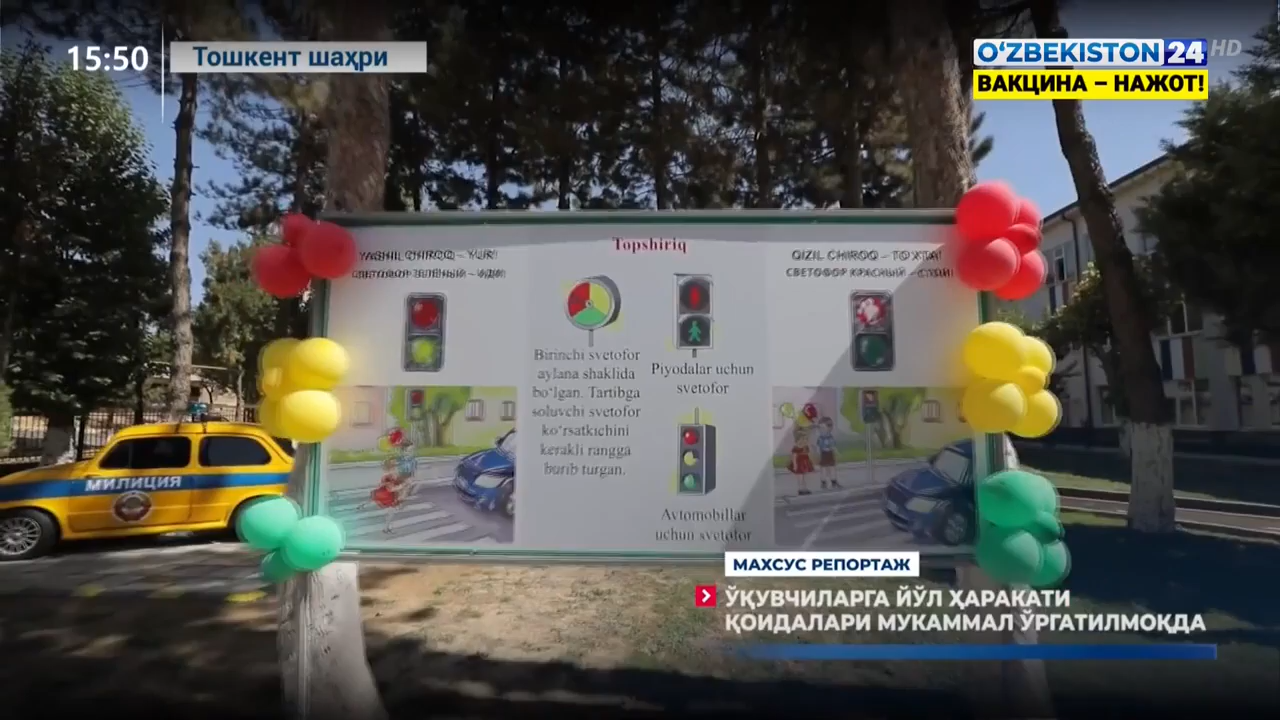 15:50
Тошкент шаҳри
O‘ZBEKISTON 24 HD
ВАКЦИНА – НАЖОТ!
Topshiriq
YASHIL CHIROQ – YUR!
СВЕТОФОР ЗЕЛЕНЫЙ – ИДИ!
QIZIL CHIROQ – TO'XTA!
СВЕТОФОР КРАСНЫЙ – СТОЙ!
Birinchi svetofor
aylana shaklida
bo‘lgan. Tartibga
soluvchi svetofor
ko‘rsatkichini
kerakli rangga
burib turgan.
Piyodalar uchun
svetofor
Avtomobillar
uchun svetofor
МИЛИЦИЯ
МАХСУС РЕПОРТАЖ
ЎҚУВЧИЛАРГА ЙЎЛ ҲАРАКАТИ
ҚОИДАЛАРИ МУКАММАЛ ЎРГАТИЛМОҚДА